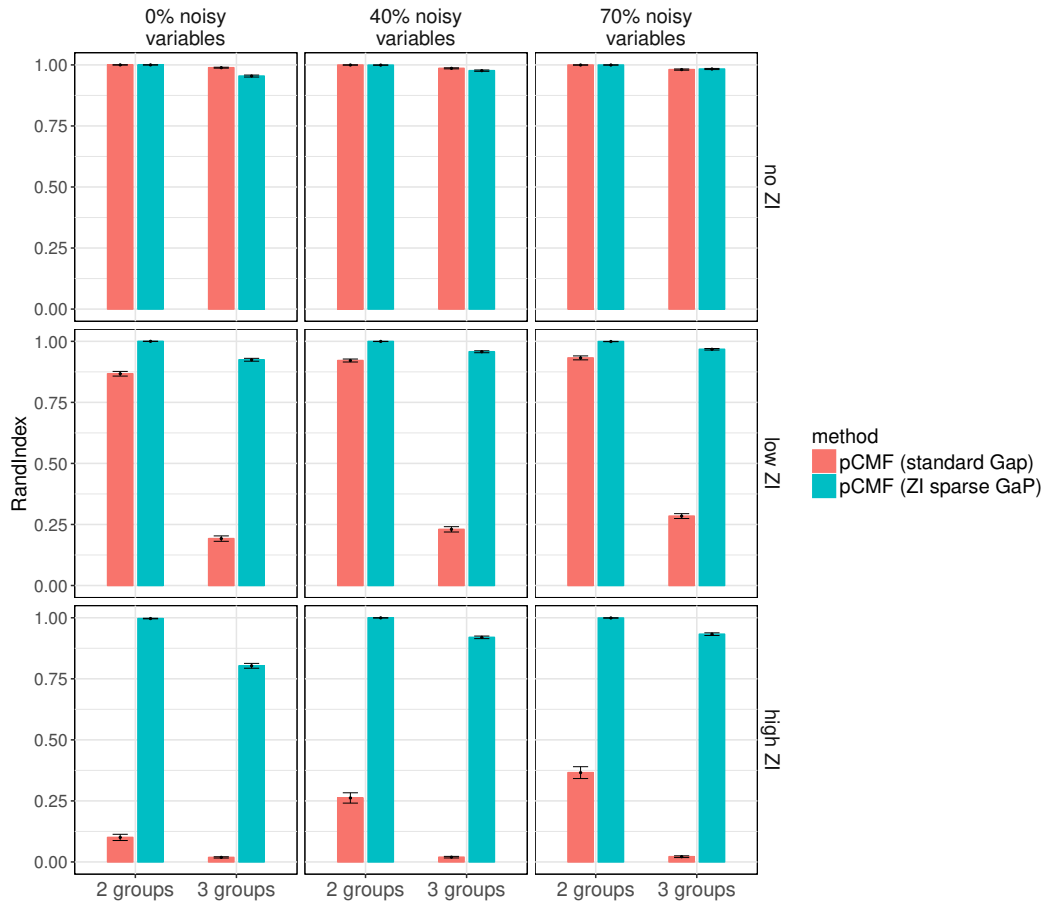 0% noisy
variables
40% noisy
variables
70% noisy
variables
1.00
0.75
0.50
0.25
0.00
no ZI
1.00
0.75
0.50
0.25
0.00
low ZI
1.00
0.75
0.50
0.25
0.00
high ZI
RandIndex
2 groups
3 groups
2 groups
3 groups
2 groups
3 groups
method
pCMF (standard Gap)
pCMF (ZI sparse GaP)